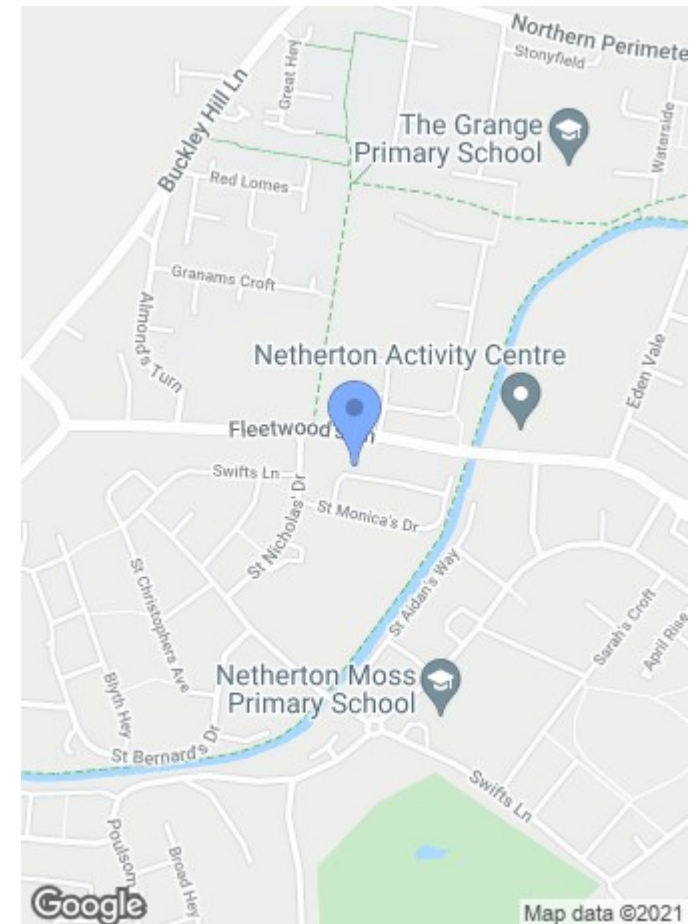 Northern Perimete
Stonyfield
Great Hey
Buckley Hill Ln
The Grange
Primary School
Waterside
Red Lomes
Granams Croft
Almond's Turn
Netherton Activity Centre
Eden Vale
Fleetwood's Ln
Swifts Ln
St Monica's Dr
St Nicholas' Dr
St Christophers Ave
St Aidan's Way
Sarah's Croft
April Rise
Blyth Hey
Netherton Moss
Primary School
St Bernard's Dr
Swifts Ln
Poulsom
Broad Hey
Google
Map data ©2021